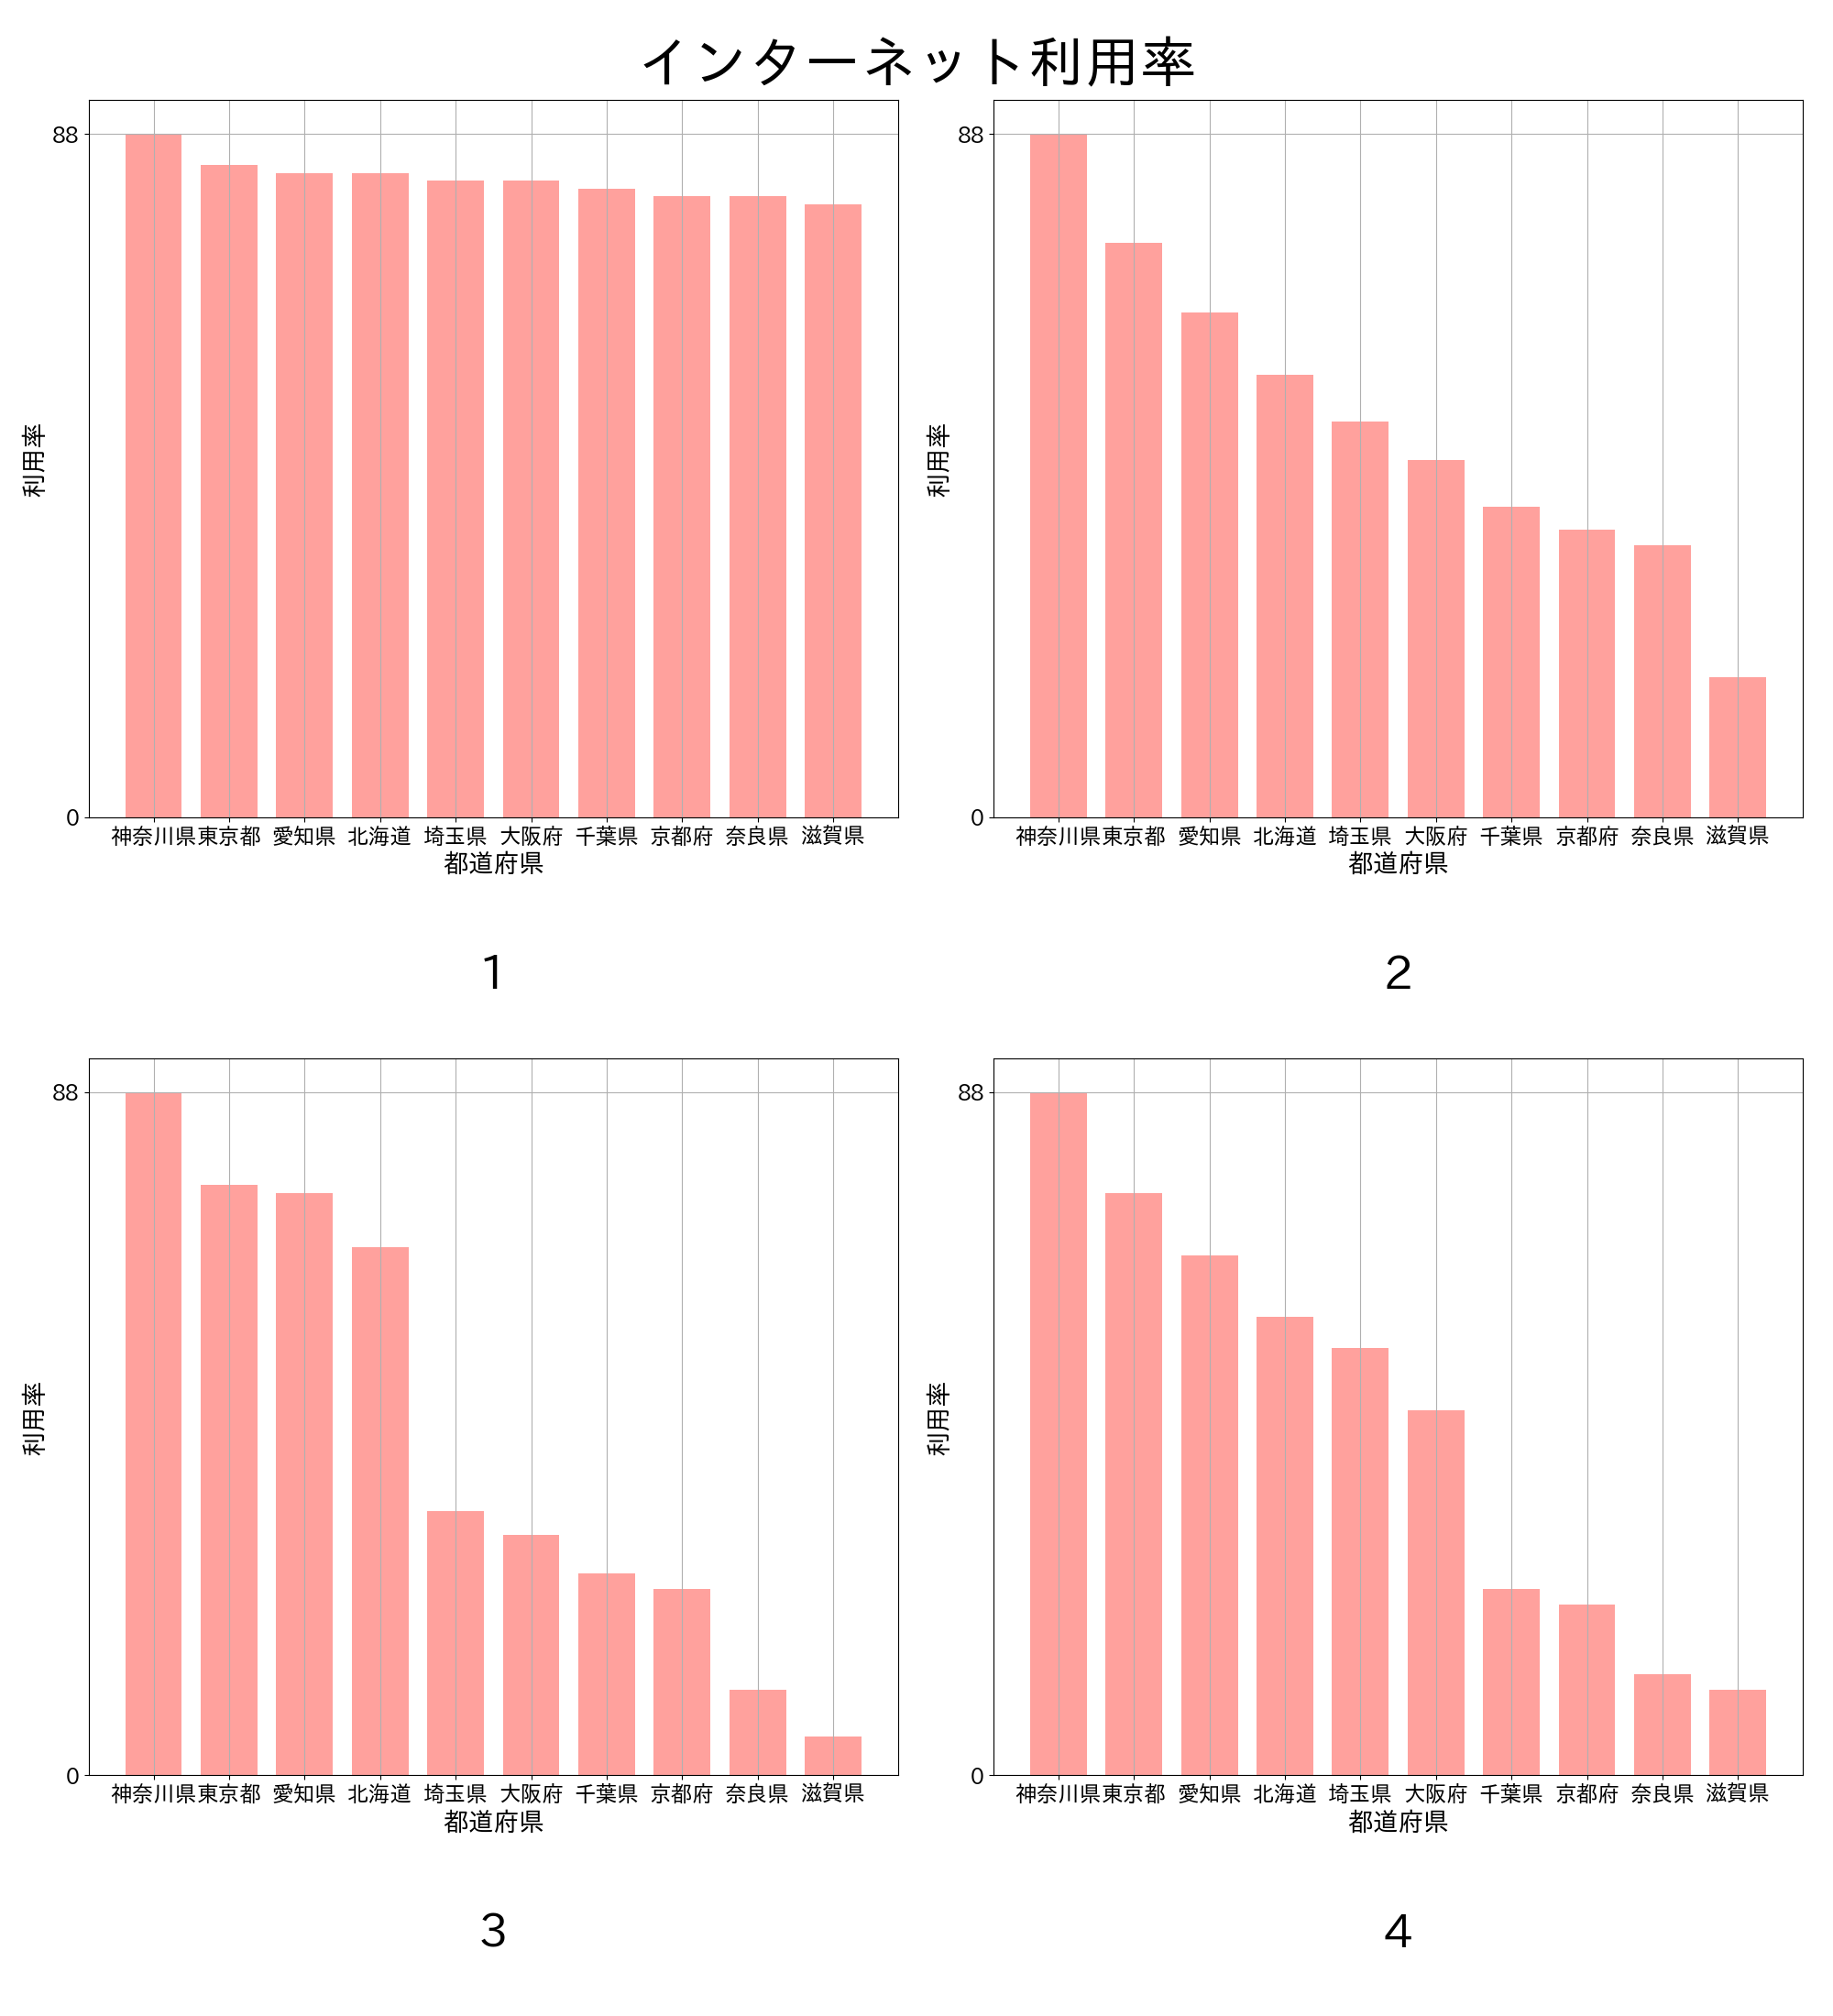 インターネット利用率
88
0
利用率
神奈川県 東京都 愛知県 北海道 埼玉県 大阪府 千葉県 京都府 奈良県 滋賀県
都道府県
1
88
0
利用率
神奈川県 東京都 愛知県 北海道 埼玉県 大阪府 千葉県 京都府 奈良県 滋賀県
都道府県
2
88
0
利用率
神奈川県 東京都 愛知県 北海道 埼玉県 大阪府 千葉県 京都府 奈良県 滋賀県
都道府県
3
88
0
利用率
神奈川県 東京都 愛知県 北海道 埼玉県 大阪府 千葉県 京都府 奈良県 滋賀県
都道府県
4